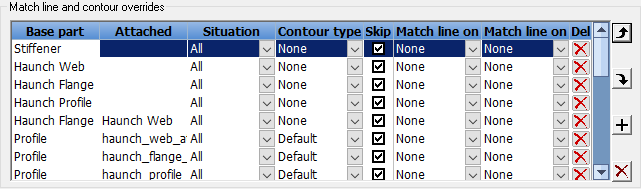 Match line and contour overrides
Base part Attached Situation Contour type Skip Match line on Match line on Del
Stiffener All None None None
Haunch Web All None None None
Haunch Flange All None None None
Haunch Profile All None None None
Haunch Flange Haunch Web All None None None
Profile haunch_web_a All Default None None
Profile haunch_flange_ All Default None None
Profile haunch_profile All Default None None